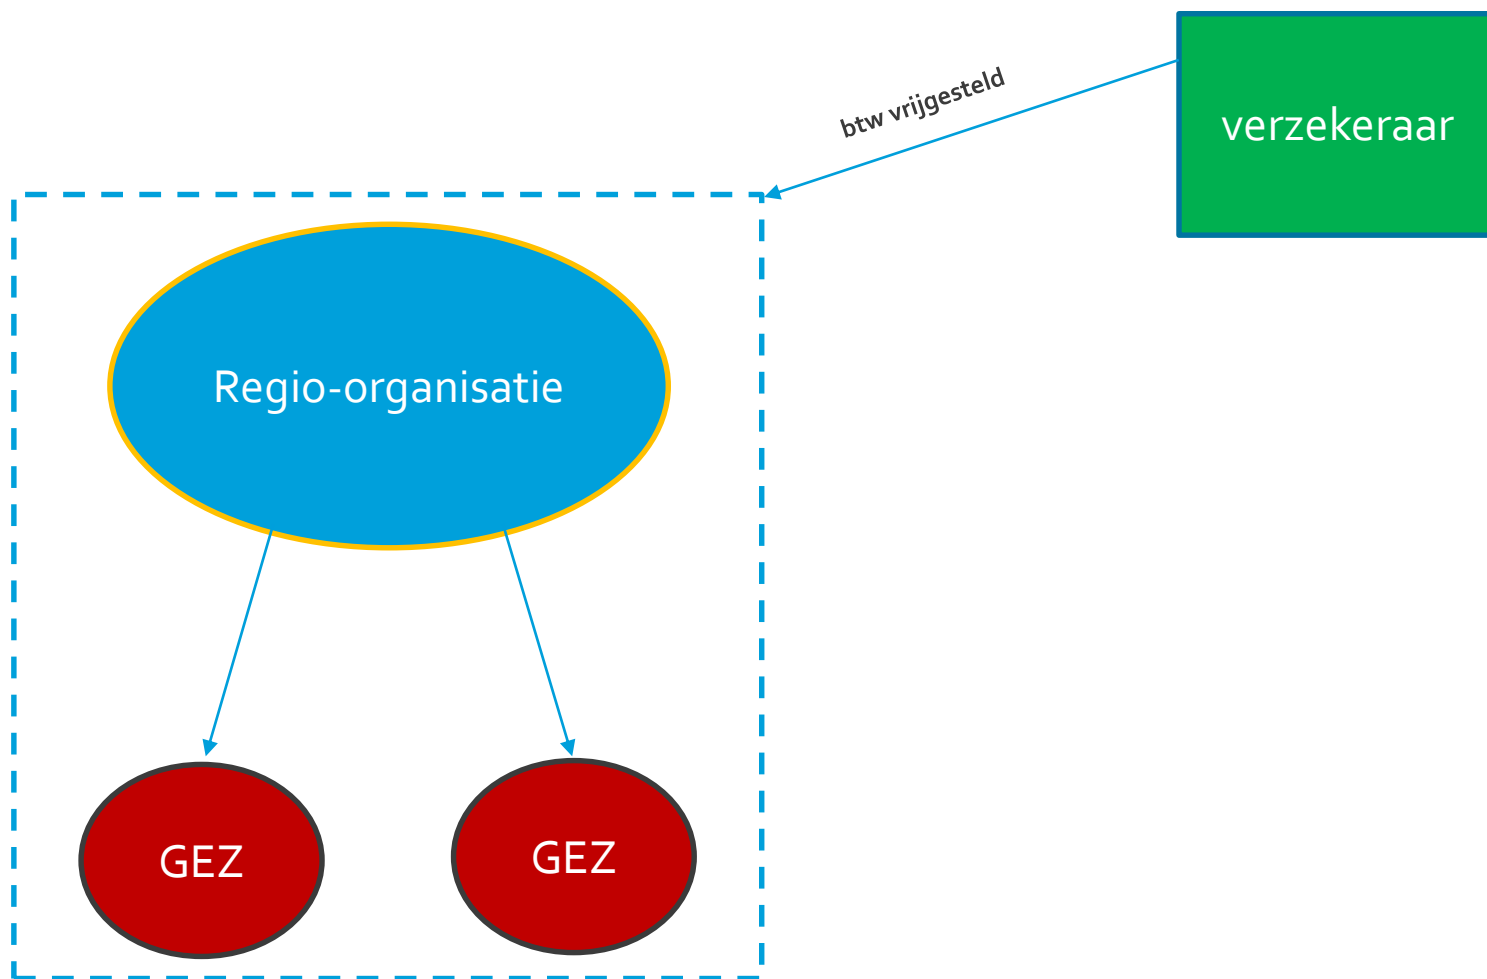 btw vrijgesteld
verzekeraar
Regio-organisatie
GEZ
GEZ